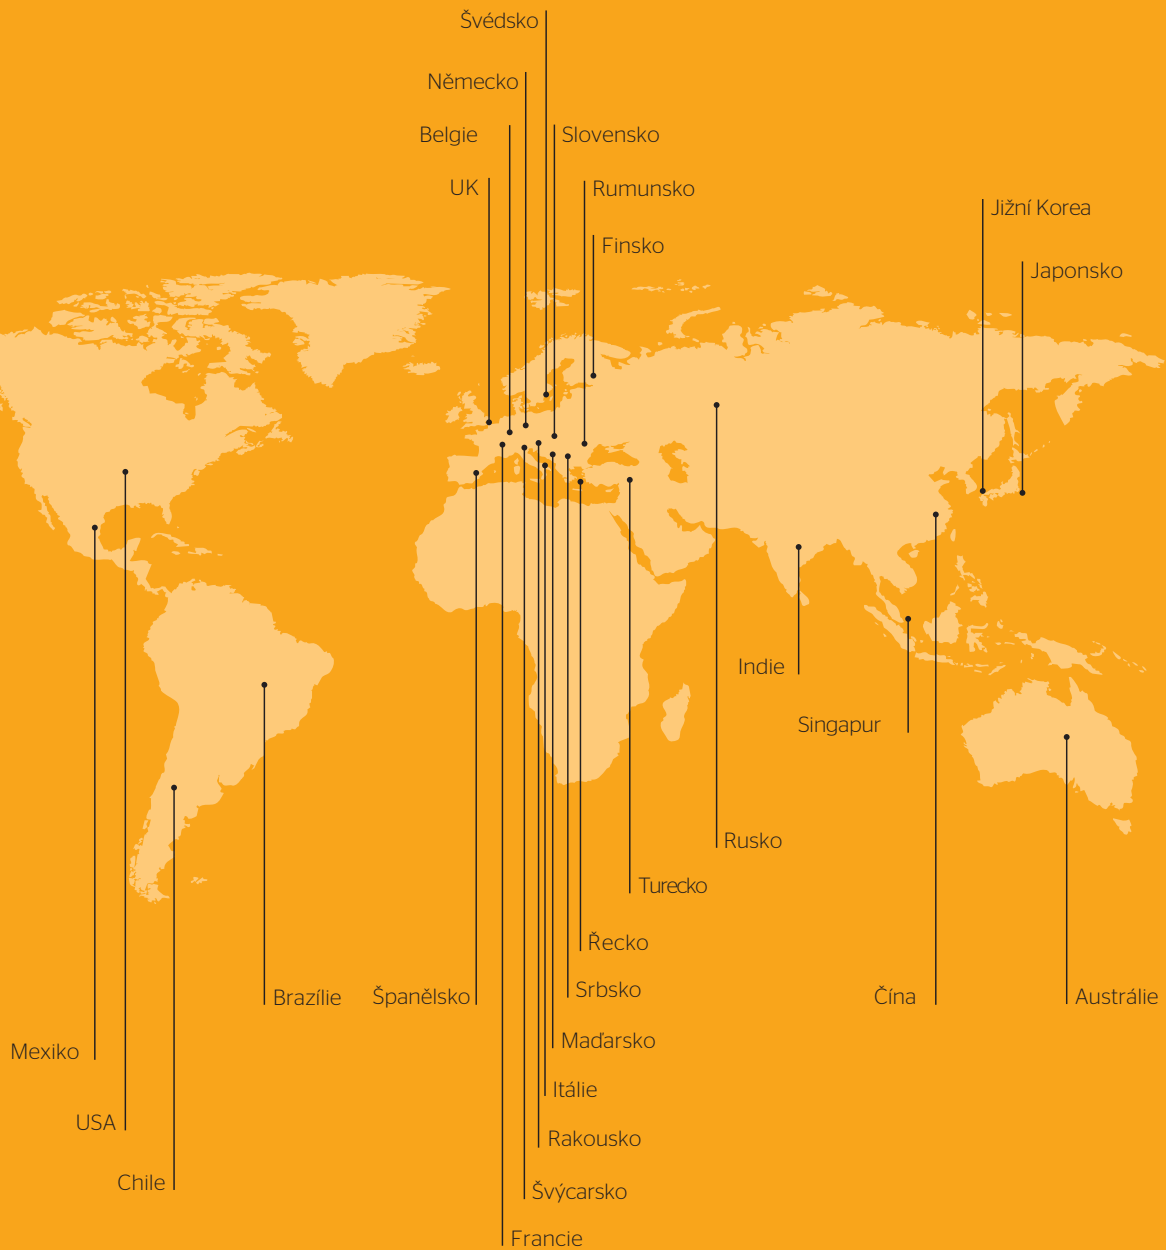 Švédsko
Německo
Belgie
Slovensko
UK
Rumunsko
Jižní Korea
Finsko
Japonsko
Indie
Singapur
Rusko
Turecko
Řecko
Srbsko
Brazílie
Španělsko
Čína
Austrálie
Maďarsko
Mexiko
Itálie
USA
Rakousko
Chile
Švýcarsko
Francie